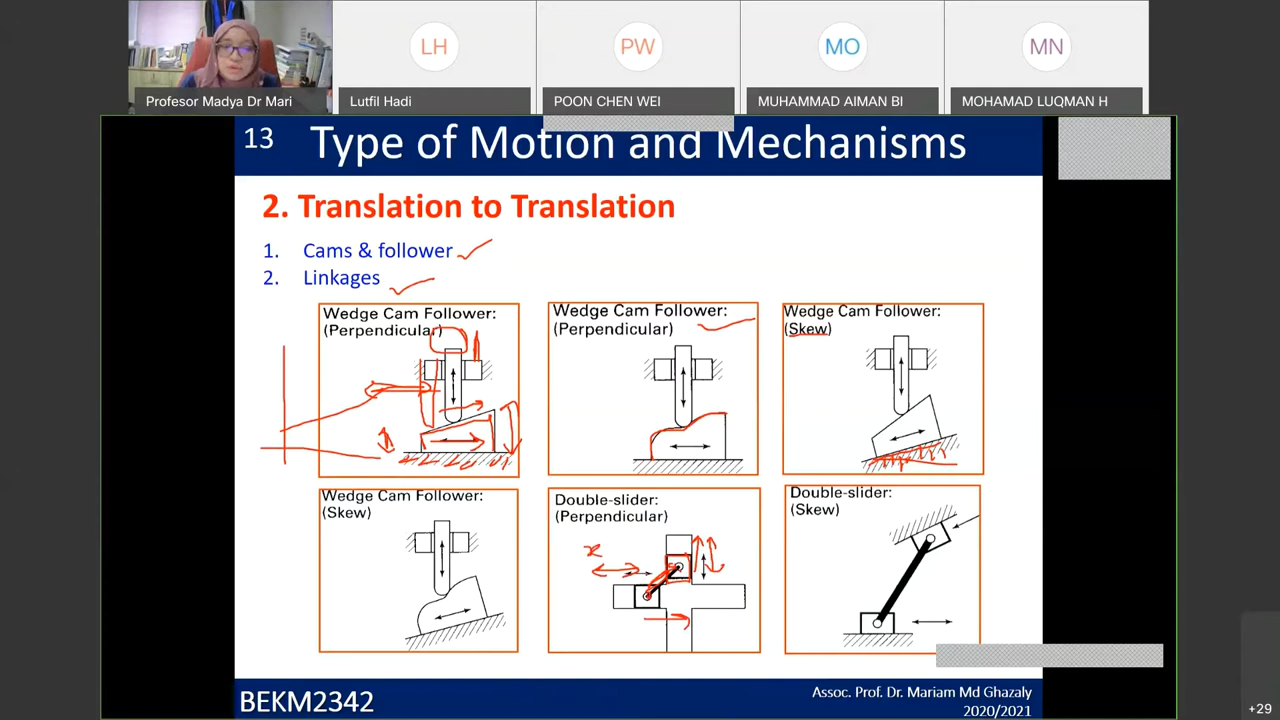 LH
PW
MO
MN
Profesor Madya Dr Mari
Lutfil Hadi
POON CHEN WEI
MUHAMMAD AIMAN BI
MOHAMAD LUQMAN H
13
Type of Motion and Mechanisms
2. Translation to Translation
1. Cams & follower
2. Linkages
Wedge Cam Follower:
(Perpendicular)
Wedge Cam Follower:
(Perpendicular)
Wedge Cam Follower:
(Skew)
Wedge Cam Follower:
(Skew)
Double-slider:
(Perpendicular)
x
Double-slider:
(Skew)
BEKM2342
Assoc. Prof. Dr. Mariam Md Ghazaly
2020/2021
+29